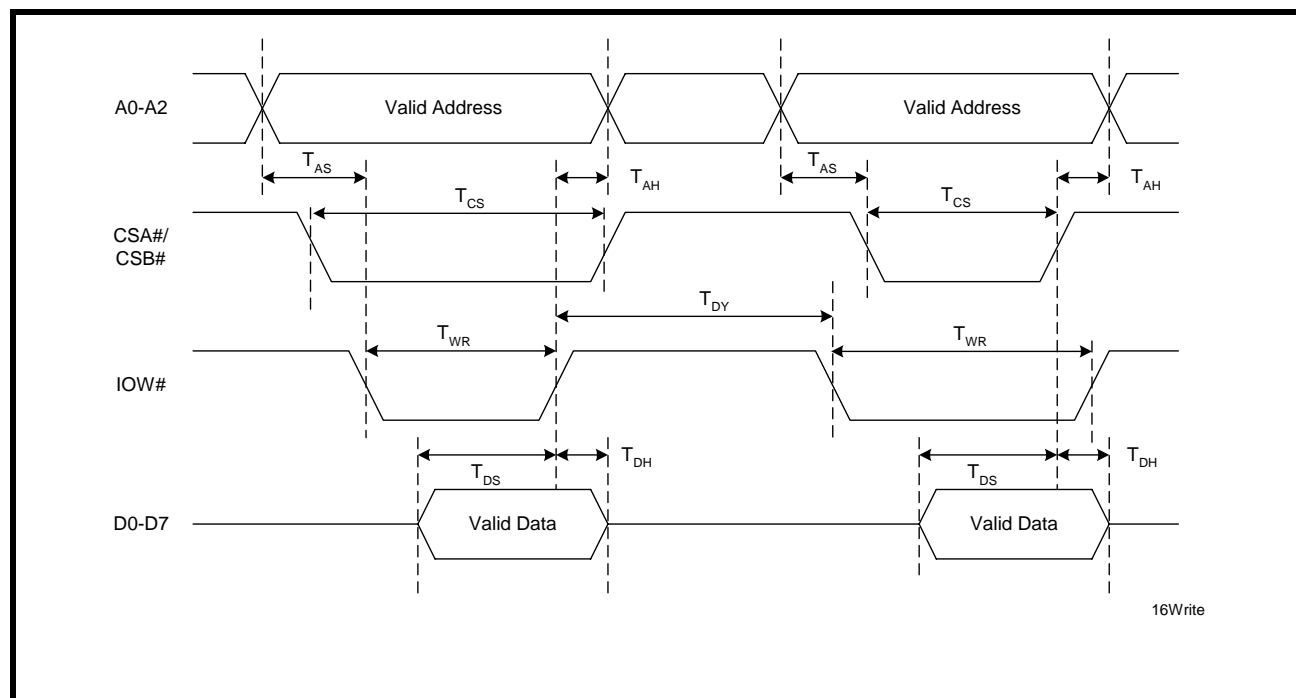 A0-A2
Valid Address
Valid Address
TAS
TAH
TAS
TAH
TCS
TCS
CSA#/
CSB#
TDY
TWR
TWR
IOW#
TDS
TDH
TDS
TDH
D0-D7
Valid Data
Valid Data
16Write